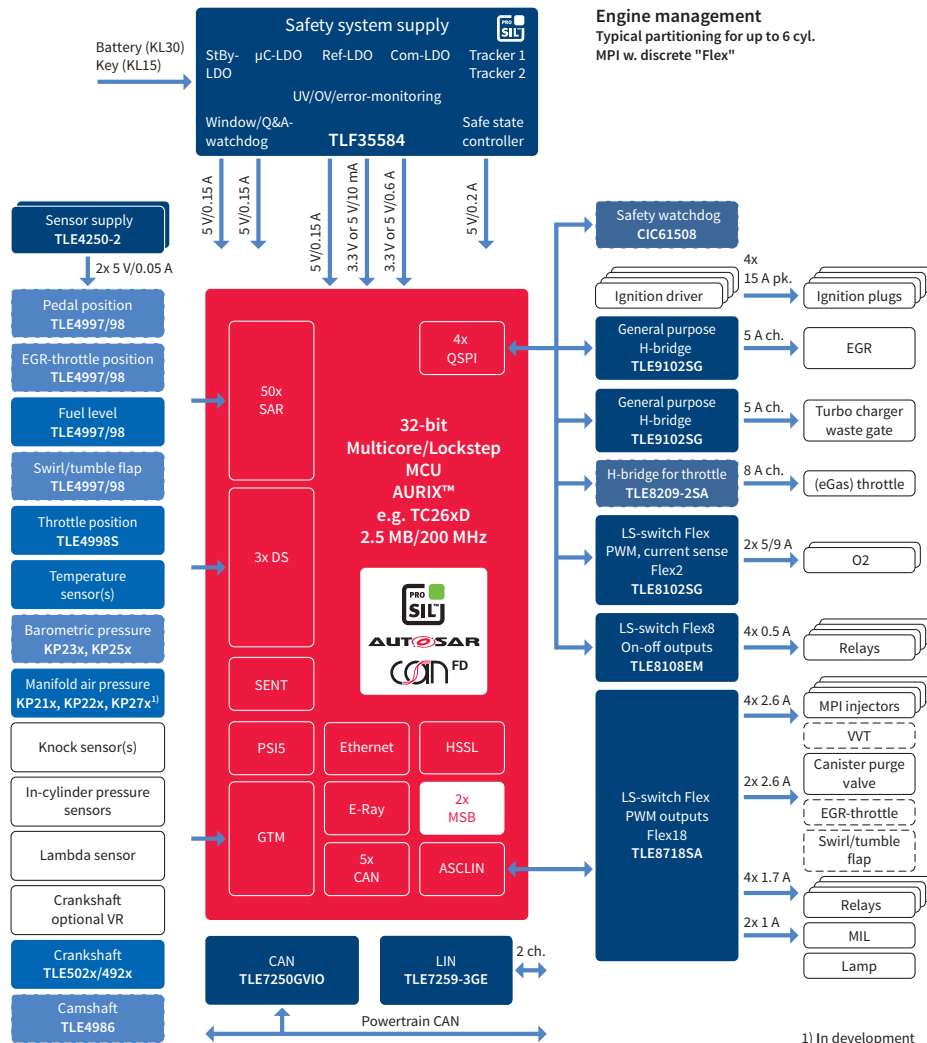 Engine management
Typical partitioning for up to 6 cyl.
MPI w. discrete "Flex"
Battery (KL30)
Key (KL15)
Safety system supply
PRO
SIL™
StBy-
LDO
µC-LDO
Ref-LDO
Com-LDO
Tracker 1
Tracker 2
UV/OV/error-monitoring
Window/Q&A-
watchdog
TLF35584
Safe state
controller
5 V/0.15 A
5 V/0.15 A
5 V/0.15 A
3.3 V or 5 V/10 mA
3.3 V or 5 V/0.6 A
5 V/0.2 A
Sensor supply
TLE4250-2
2x 5 V/0.05 A
Pedal position
TLE4997/98
EGR-throttle position
TLE4997/98
Fuel level
TLE4997/98
Swirl/tumble flap
TLE4997/98
Throttle position
TLE4998S
Temperature
sensor(s)
Barometric pressure
KP23x, KP25x
Manifold air pressure
KP21x, KP22x, KP27x1)
Knock sensor(s)
In-cylinder pressure
sensors
Lambda sensor
Crankshaft
optional VR
Crankshaft
TLE502x/492x
Camshaft
TLE4986
50x
SAR
3x DS
SENT
PSI5
GTM
4x
QSPI
32-bit
Multicore/Lockstep
MCU
AURIX™
e.g. TC26xD
2.5 MB/200 MHz
PRO
SIL™
AUTOSAR
CAN FD
Ethernet
HSSL
E-Ray
2x
MSB
5x
CAN
ASCLIN
CAN
TLE7250GVIO
LIN
TLE7259-3GE
2 ch.
Powertrain CAN
Safety watchdog
CIC61508
Ignition driver
4x
15 A pk.
Ignition plugs
General purpose
H-bridge
TLE9102SG
5 A ch.
EGR
General purpose
H-bridge
TLE9102SG
5 A ch.
Turbo charger
waste gate
H-bridge for throttle
TLE8209-2SA
8 A ch.
(eGas) throttle
LS-switch Flex
PWM, current sense
Flex2
TLE8102SG
2x 5/9 A
O2
LS-switch Flex8
On-off outputs
TLE8108EM
4x 0.5 A
Relays
LS-switch Flex
PWM outputs
Flex18
TLE8718SA
4x 2.6 A
MPI injectors
VVT
2x 2.6 A
Canister purge
valve
EGR-throttle
Swirl/tumble
flap
4x 1.7 A
Relays
2x 1 A
MIL
Lamp
1) In development